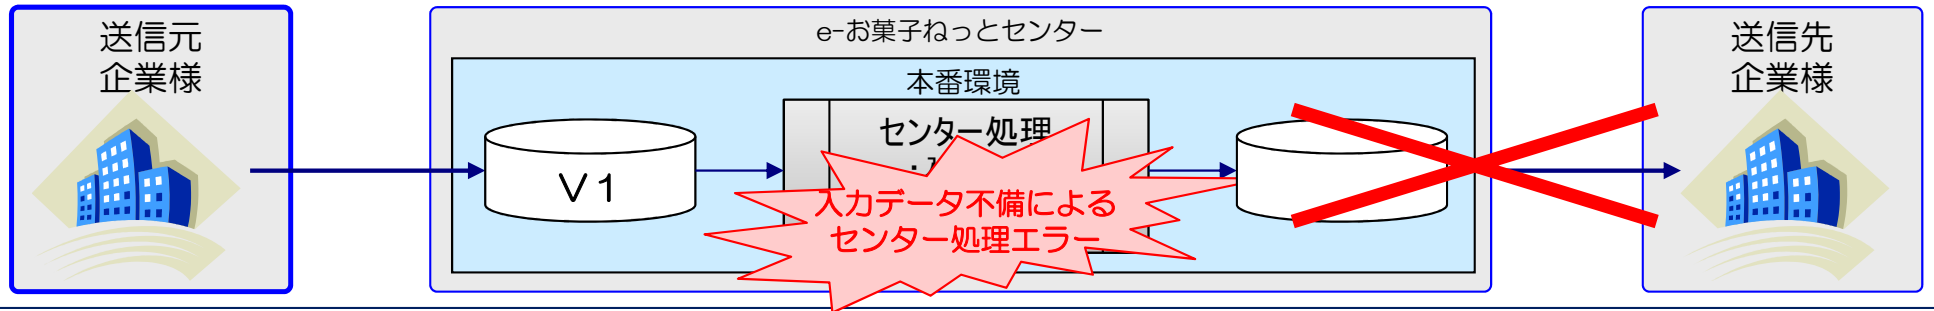 送信元
企業様
e-お菓子ねっとセンター
本番環境
V1
センター処理
入力データ不備による
センター処理エラー
送信先
企業様